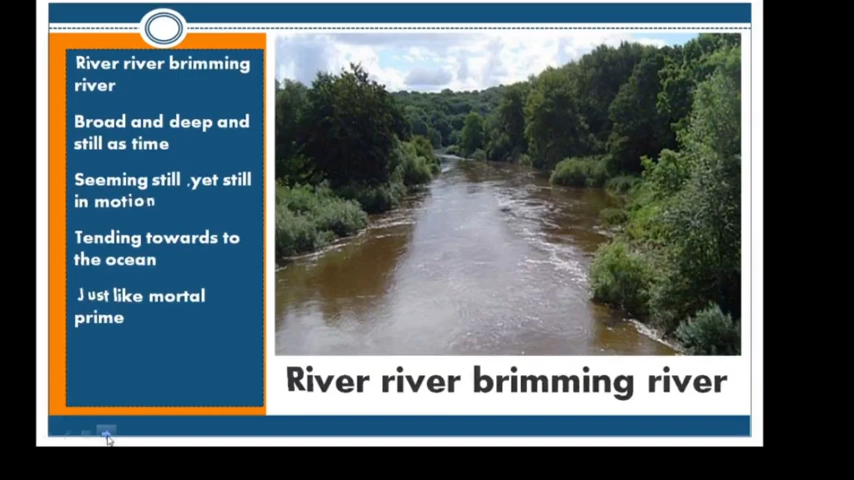 River river brimming
river
Broad and deep and
still as time
Seeming still ,yet still
in motion
Tending towards to
the ocean
Just like mortal
prime
River river brimming river